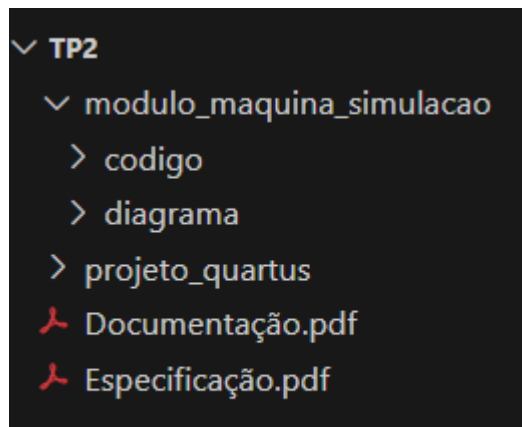 TP2
modulo_maquina_simulacao
codigo
diagrama
projeto_quartus
Documentação.pdf
Especificação.pdf